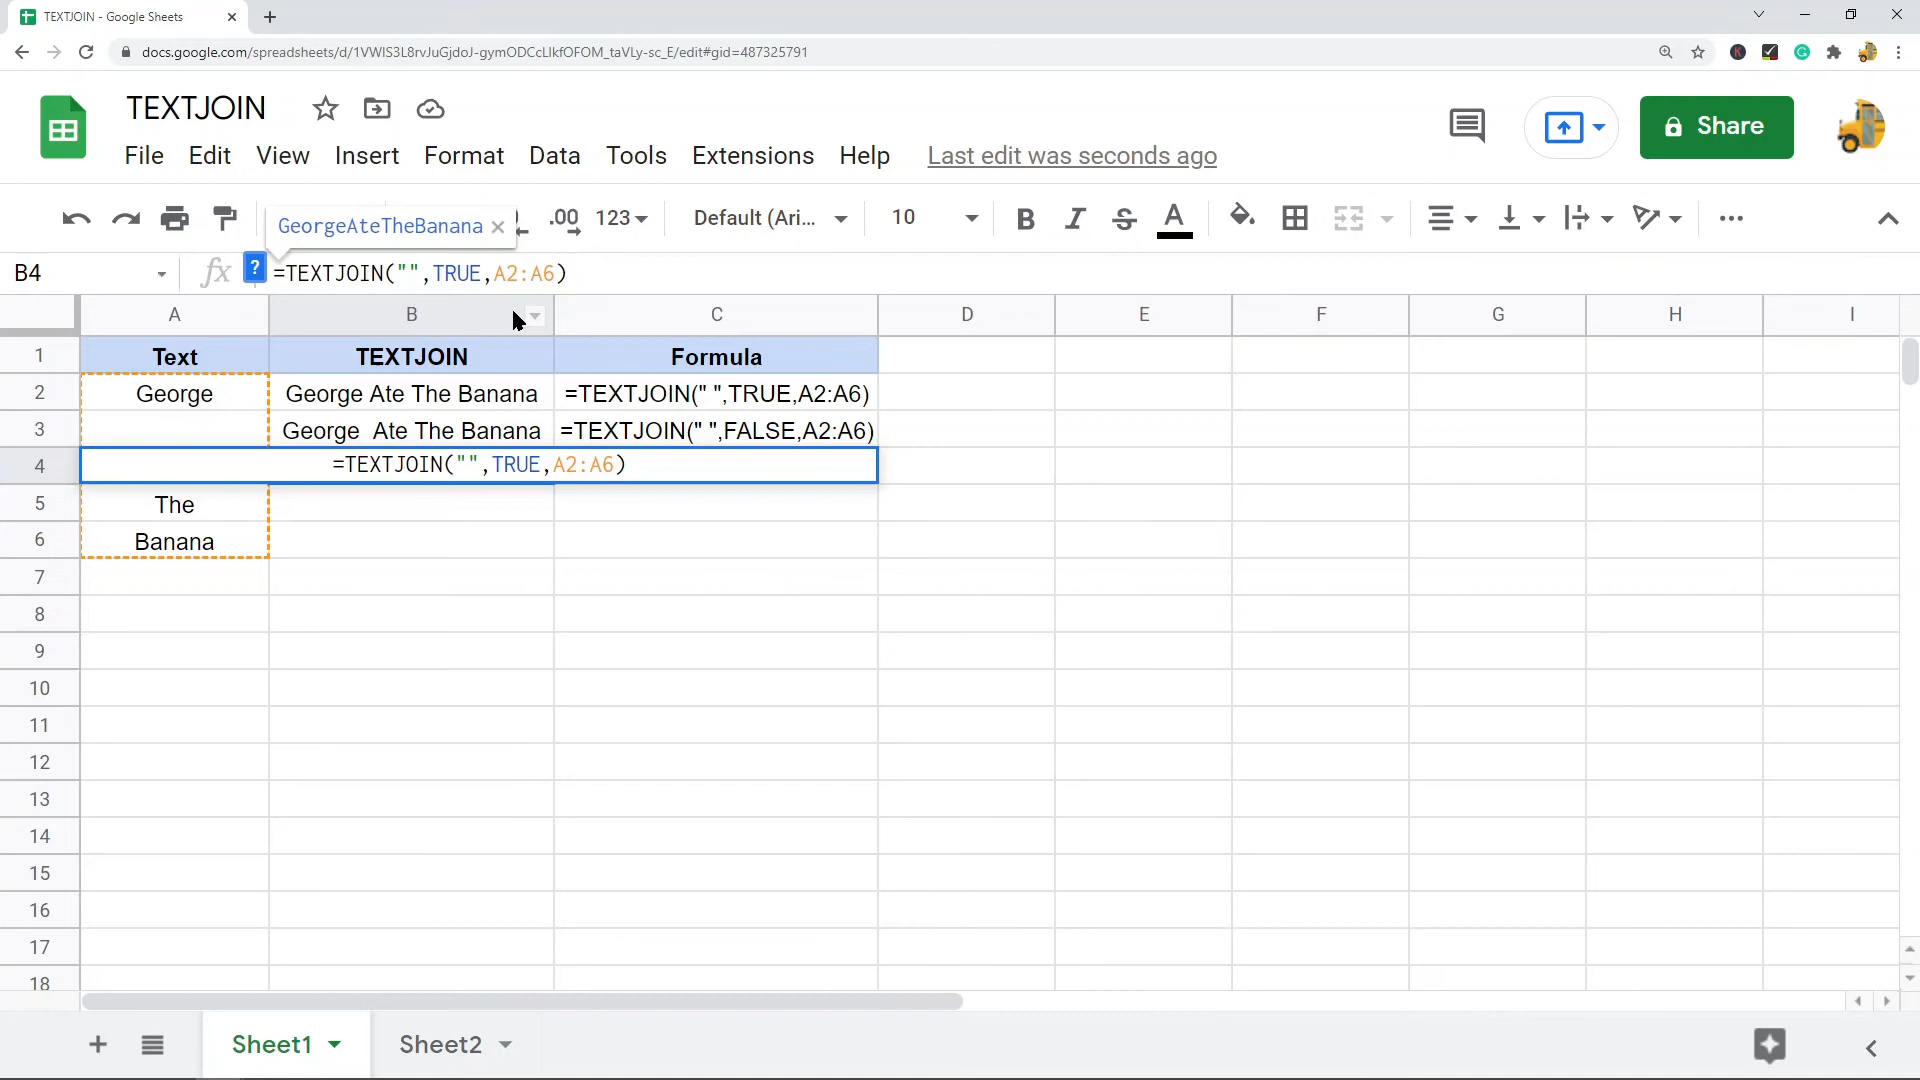 TEXTJOIN - Google Sheets
docs.google.com/spreadsheets/d/1VWIS3L8rvJuGjdoJ-gymODCcLIkfOFOM_taVLy-sc_E/edit#gid=487325791
TEXTJOIN
Share
File Edit View Insert Format Data Tools Extensions Help Last edit was seconds ago
GeorgeAteTheBanana × .00 123 Default (Ari... 10 B I S A
B4 fx ? =TEXTJOIN("",TRUE,A2:A6)
A B C D E F G H I
1 Text TEXTJOIN Formula
2 George George Ate The Banana =TEXTJOIN(" ",TRUE,A2:A6)
3 George  Ate The Banana =TEXTJOIN(" ",FALSE,A2:A6)
4 =TEXTJOIN("",TRUE,A2:A6)
5 The
6 Banana
7
8
9
10
11
12
13
14
15
16
17
18
Sheet1 Sheet2